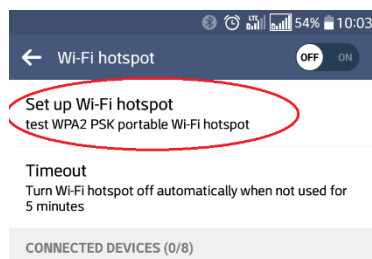 LTE 54% 10:03
Wi-Fi hotspot OFF ON
Set up Wi-Fi hotspot
test WPA2 PSK portable Wi-Fi hotspot
Timeout
Turn Wi-Fi hotspot off automatically when not used for
5 minutes
CONNECTED DEVICES (0/8)